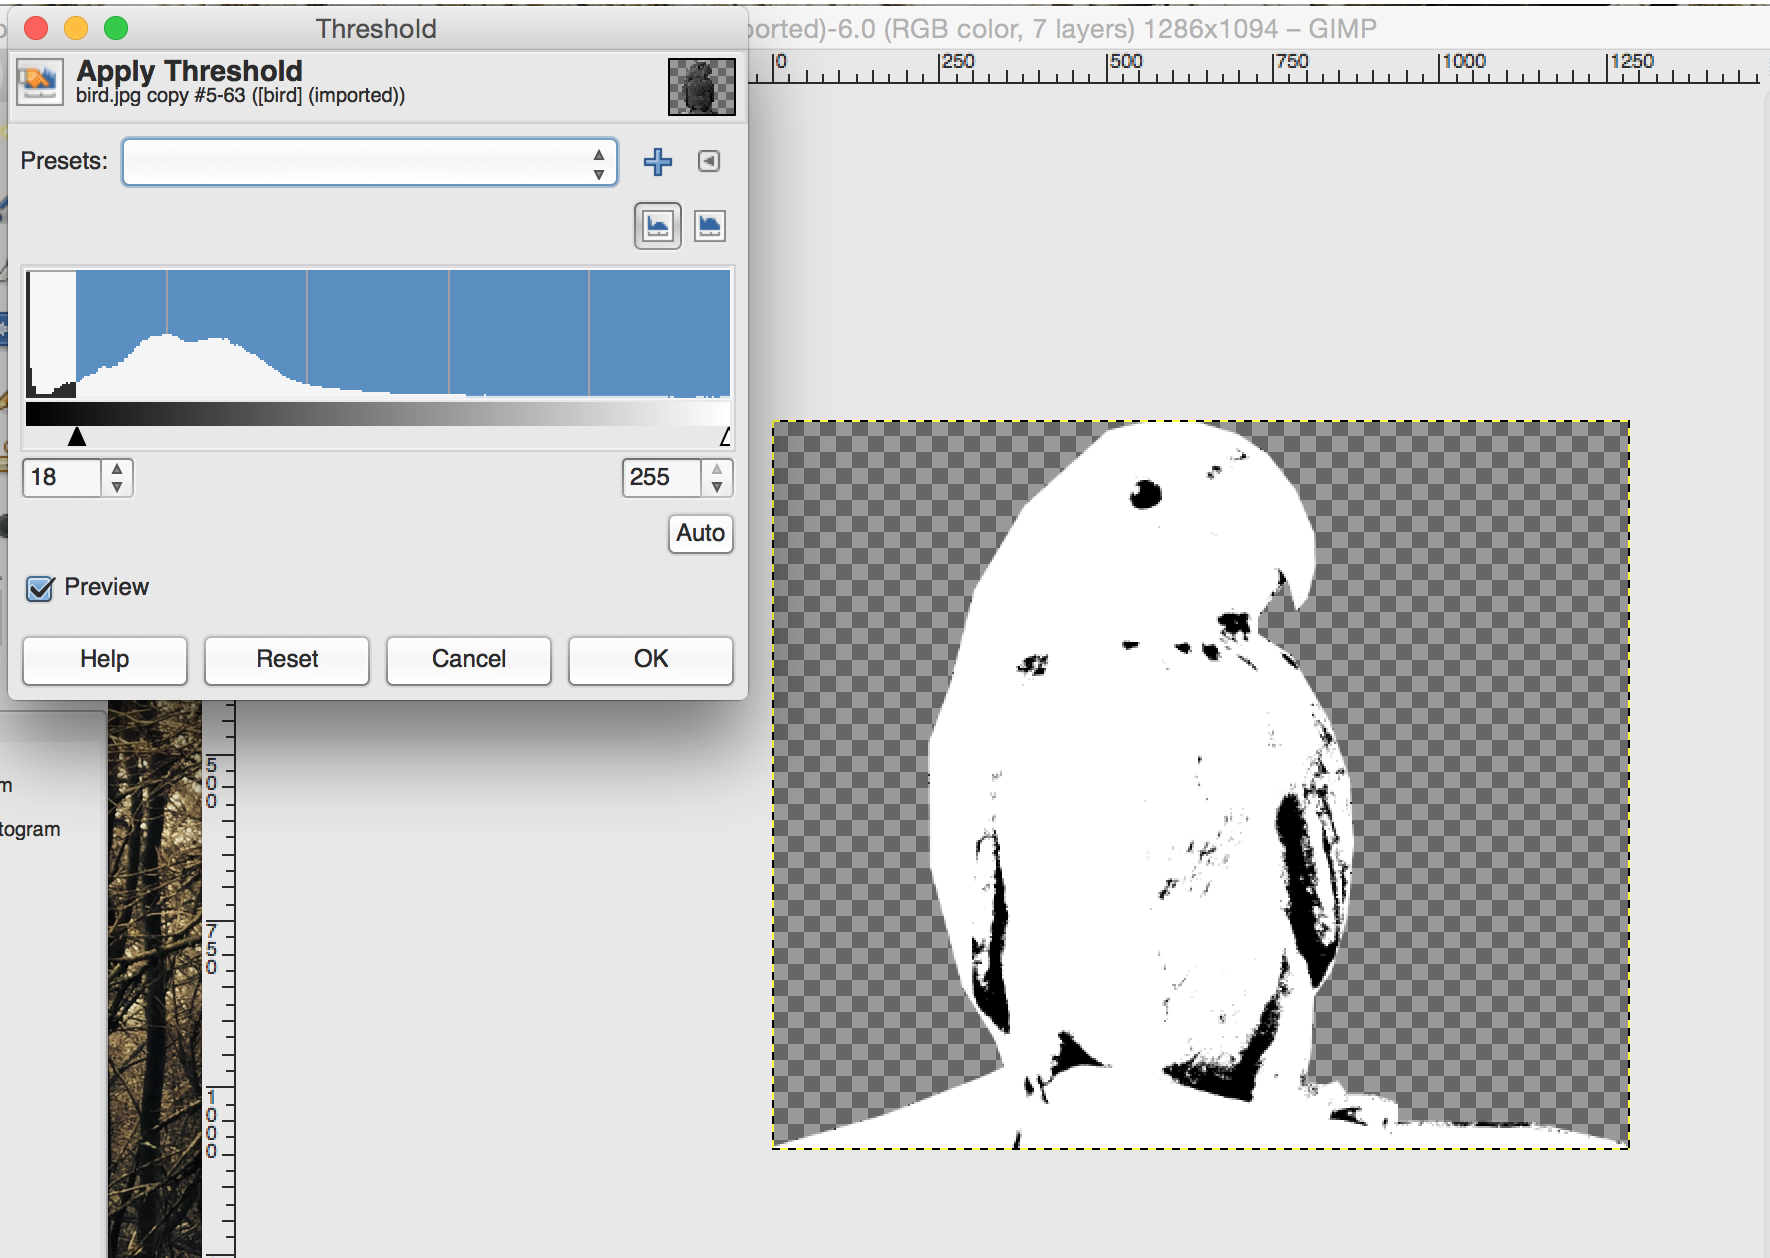 Threshold
orted)-6.0 (RGB color, 7 layers) 1286x1094 – GIMP
Apply Threshold
bird.jpg copy #5-63 ([bird] (imported))
0 250 500 750 1000 1250
Presets:
18
255
Auto
Preview
Help
Reset
Cancel
OK
500
750
1000
m
togram